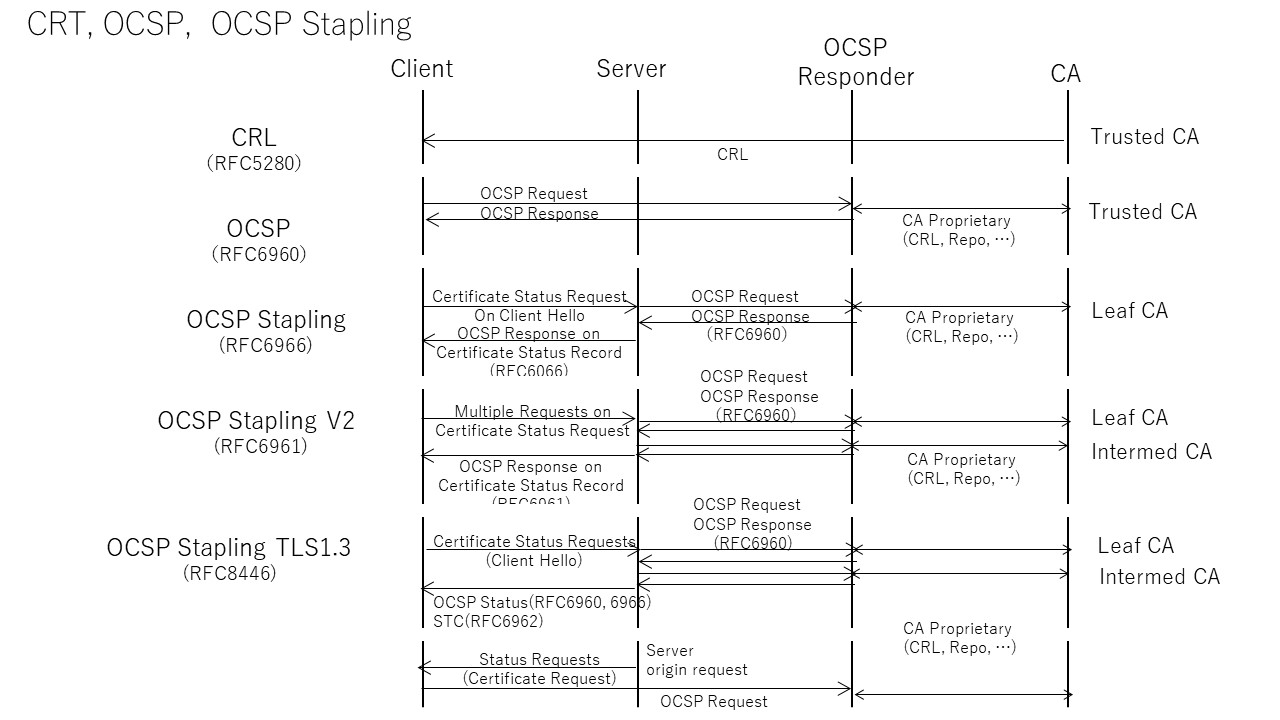 CRT, OCSP, OCSP Stapling
Client
Server
OCSP
Responder
CA
CRL
(RFC5280)
CRL
Trusted CA
OCSP
(RFC6960)
OCSP Request
OCSP Response
CA Proprietary
(CRL, Repo, …)
Trusted CA
OCSP Stapling
(RFC6966)
Certificate Status Request
On Client Hello
OCSP Response on
Certificate Status Record
(RFC6066)
OCSP Request
OCSP Response
(RFC6960)
CA Proprietary
(CRL, Repo, …)
Leaf CA
OCSP Stapling V2
(RFC6961)
Multiple Requests on
Certificate Status Request
OCSP Response on
Certificate Status Record
(RFC6961)
OCSP Request
OCSP Response
(RFC6960)
CA Proprietary
(CRL, Repo, …)
Leaf CA
Intermed CA
OCSP Stapling TLS1.3
(RFC8446)
Certificate Status Requests
(Client Hello)
OCSP Status(RFC6960, 6966)
STC(RFC6962)
OCSP Request
OCSP Response
(RFC6960)
Leaf CA
Intermed CA
CA Proprietary
(CRL, Repo, …)
Status Requests
(Certificate Request)
Server
origin request
OCSP Request